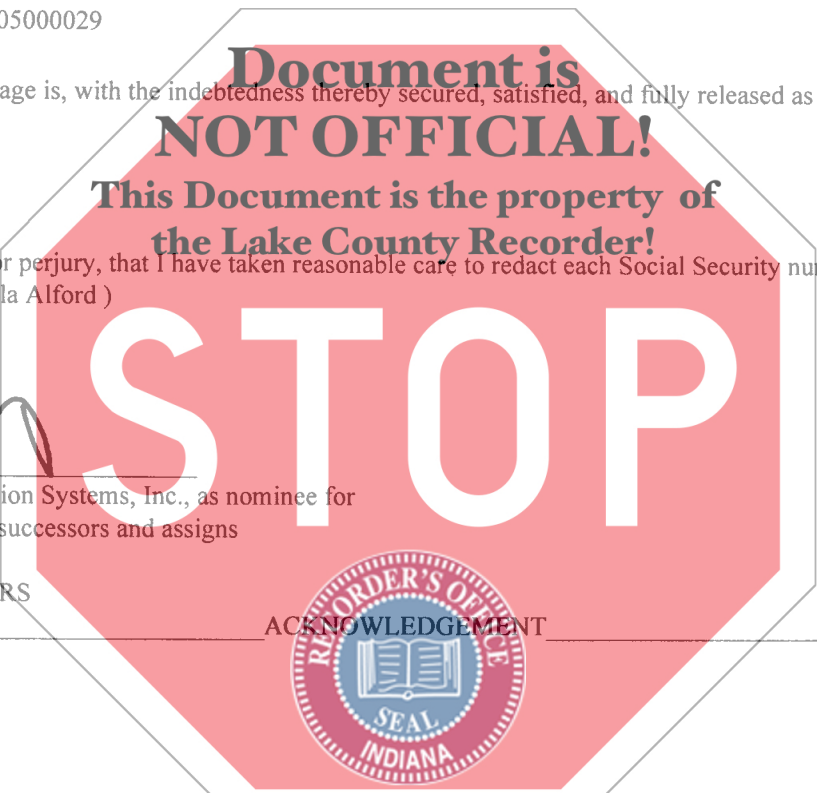 05000029
Document is
age is, with the indebtedness thereby secured, satisfied, and fully released as
NOT OFFICIAL!
This Document is the property of
the Lake County Recorder!
r perjury, that I have taken reasonable care to redact each Social Security nu
la Alford )
STOP
ion Systems, Inc., as nominee for
successors and assigns
RS
ACKNOWLEDGEMENT
RECORDER'S OFFICE
SEAL
INDIANA